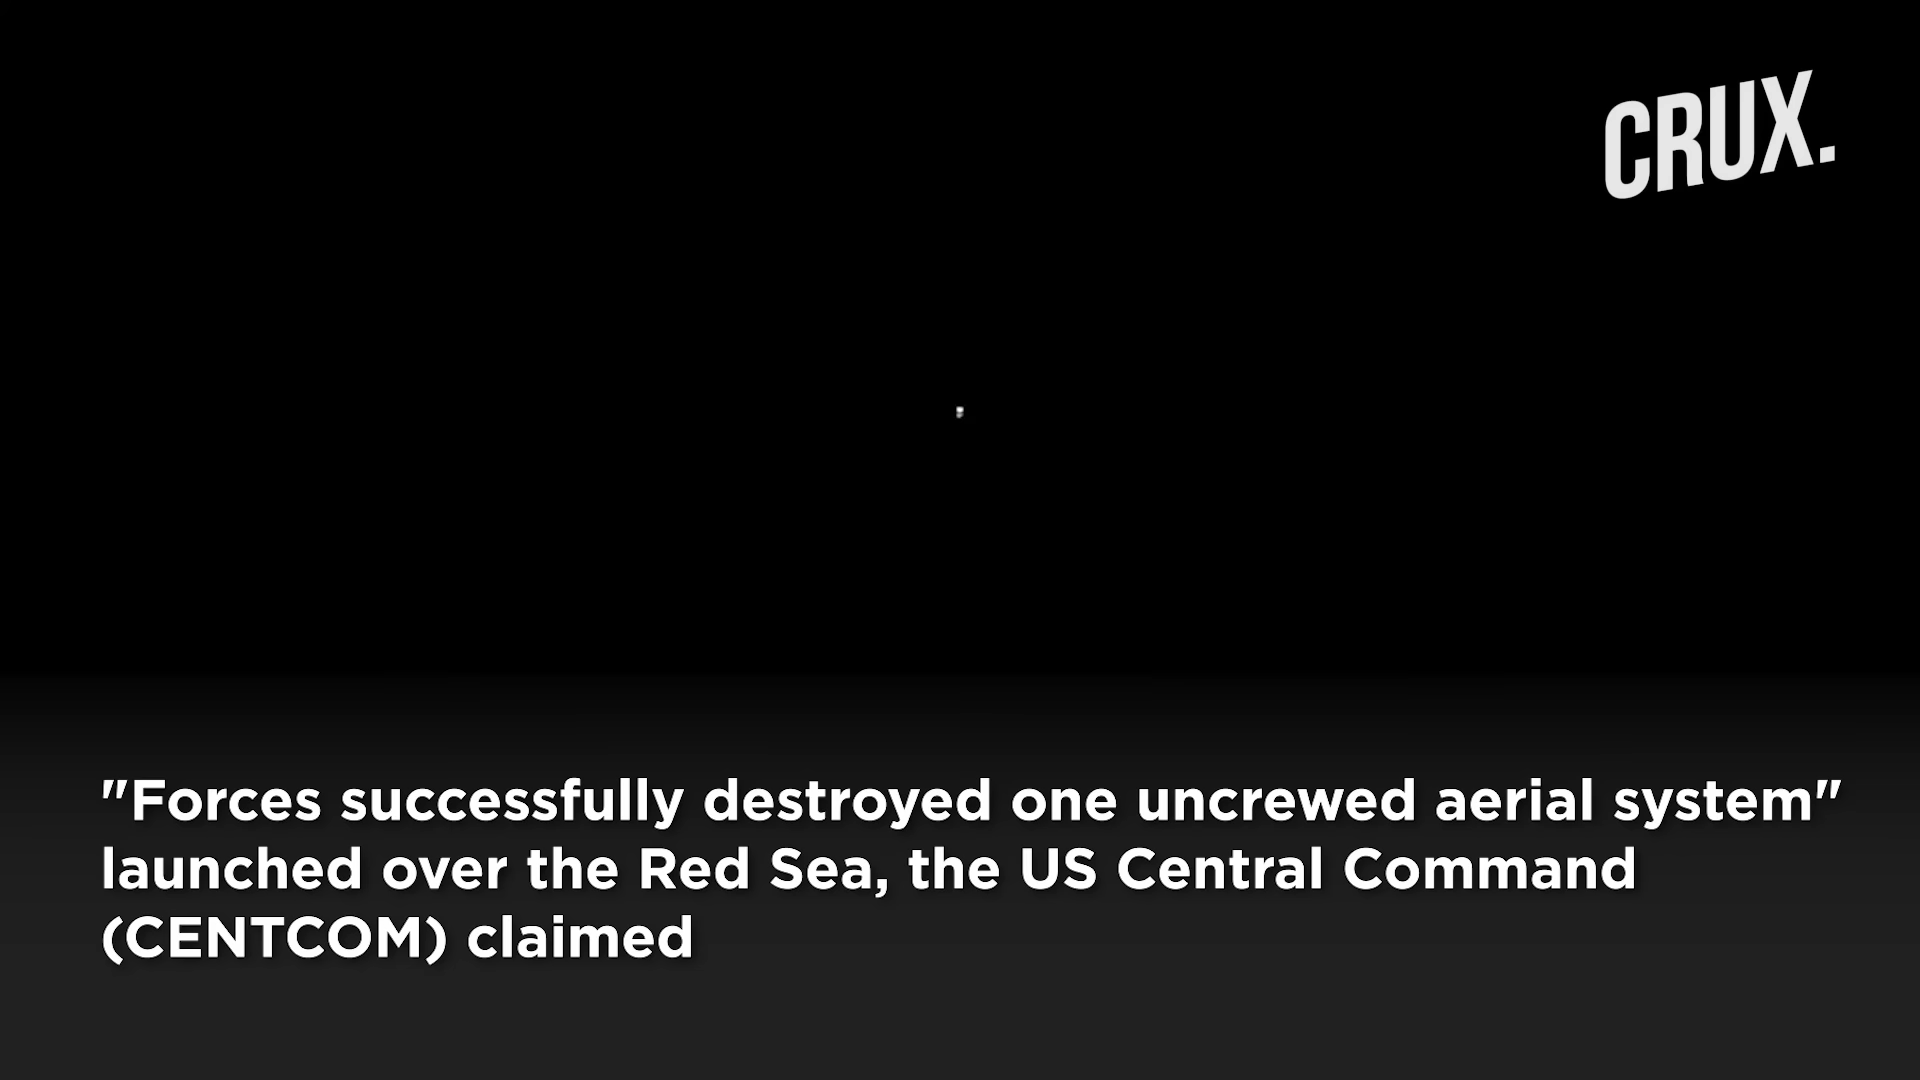 CRUX.
"Forces successfully destroyed one uncrewed aerial system"
launched over the Red Sea, the US Central Command
(CENTCOM) claimed